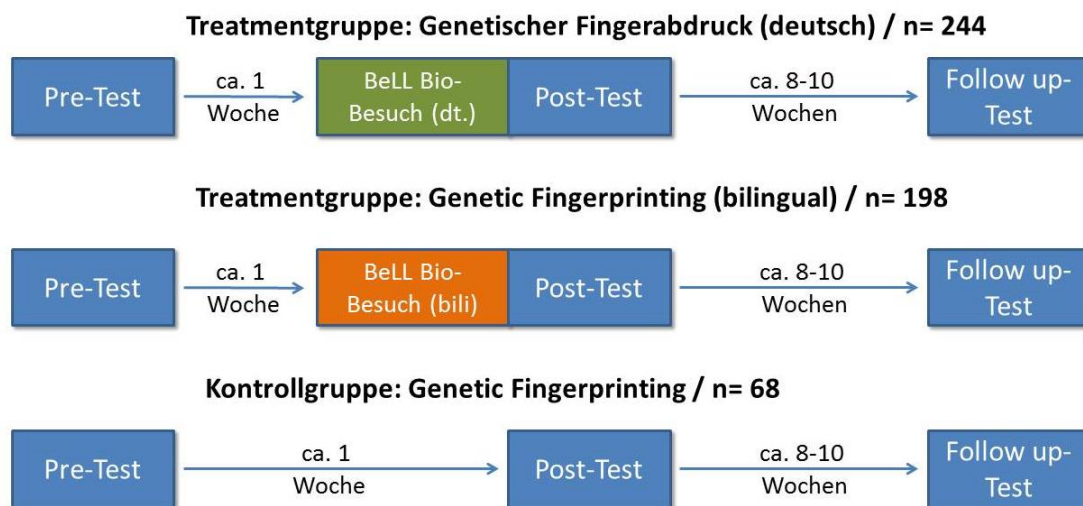 Treatmentgruppe: Genetischer Fingerabdruck (deutsch) / n= 244
Pre-Test
ca. 1
Woche
BeLL Bio-
Besuch (dt.)
Post-Test
ca. 8-10
Wochen
Follow up-
Test
Treatmentgruppe: Genetic Fingerprinting (bilingual) / n= 198
Pre-Test
ca. 1
Woche
BeLL Bio-
Besuch (bili)
Post-Test
ca. 8-10
Wochen
Follow up-
Test
Kontrollgruppe: Genetic Fingerprinting / n= 68
Pre-Test
ca. 1
Woche
Post-Test
ca. 8-10
Wochen
Follow up-
Test